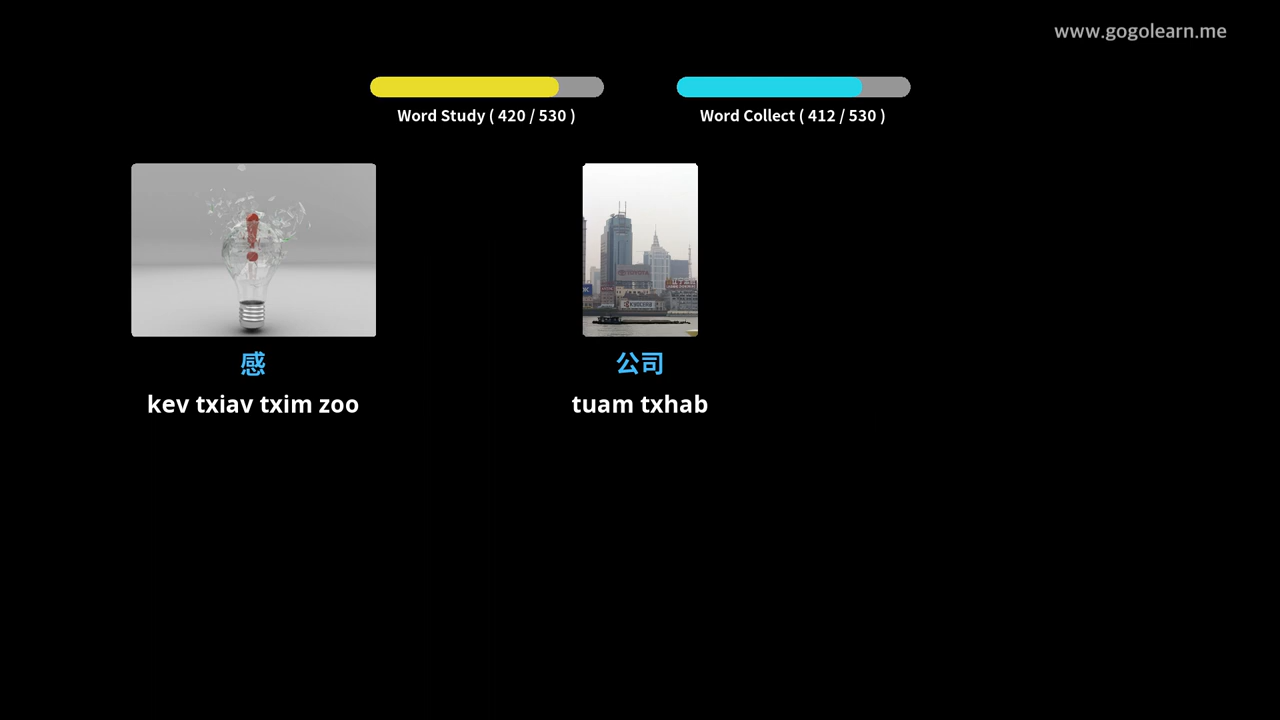 www.gogolearn.me
Word Study ( 420 / 530 )
Word Collect ( 412 / 530 )
感
kev txiav txim zoo
公司
tuam txhab
TOYOTA